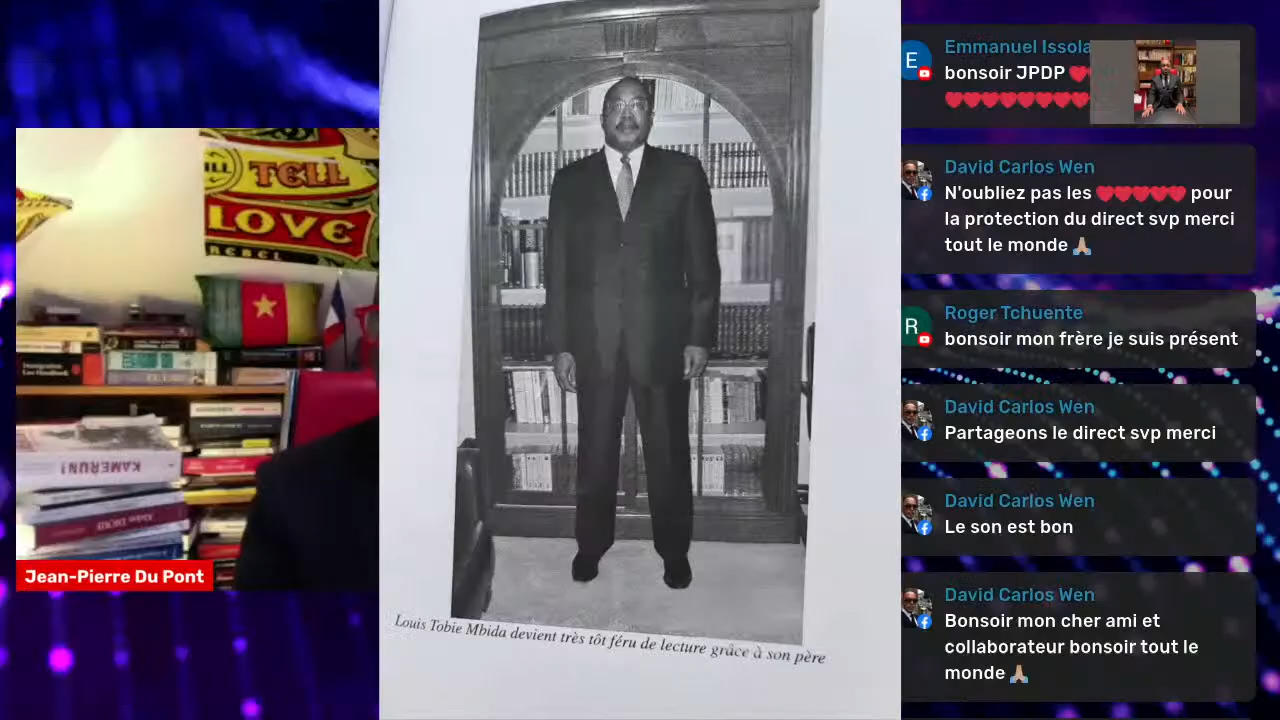 TELL
LOVE
REBEL
KAMERUN!
Jean-Pierre Du Pont
Louis Tobie Mbida devient très tôt féru de lecture grâce à son père
E
Emmanuel Issola
bonsoir JPDP ❤️
❤️❤️❤️❤️❤️❤️❤️❤️
David Carlos Wen
N'oubliez pas les ❤️❤️❤️❤️❤️ pour
la protection du direct svp merci
tout le monde 🙏🏼
R
Roger Tchuente
bonsoir mon frère je suis présent
David Carlos Wen
Partageons le direct svp merci
David Carlos Wen
Le son est bon
David Carlos Wen
Bonsoir mon cher ami et
collaborateur bonsoir tout le
monde 🙏🏼